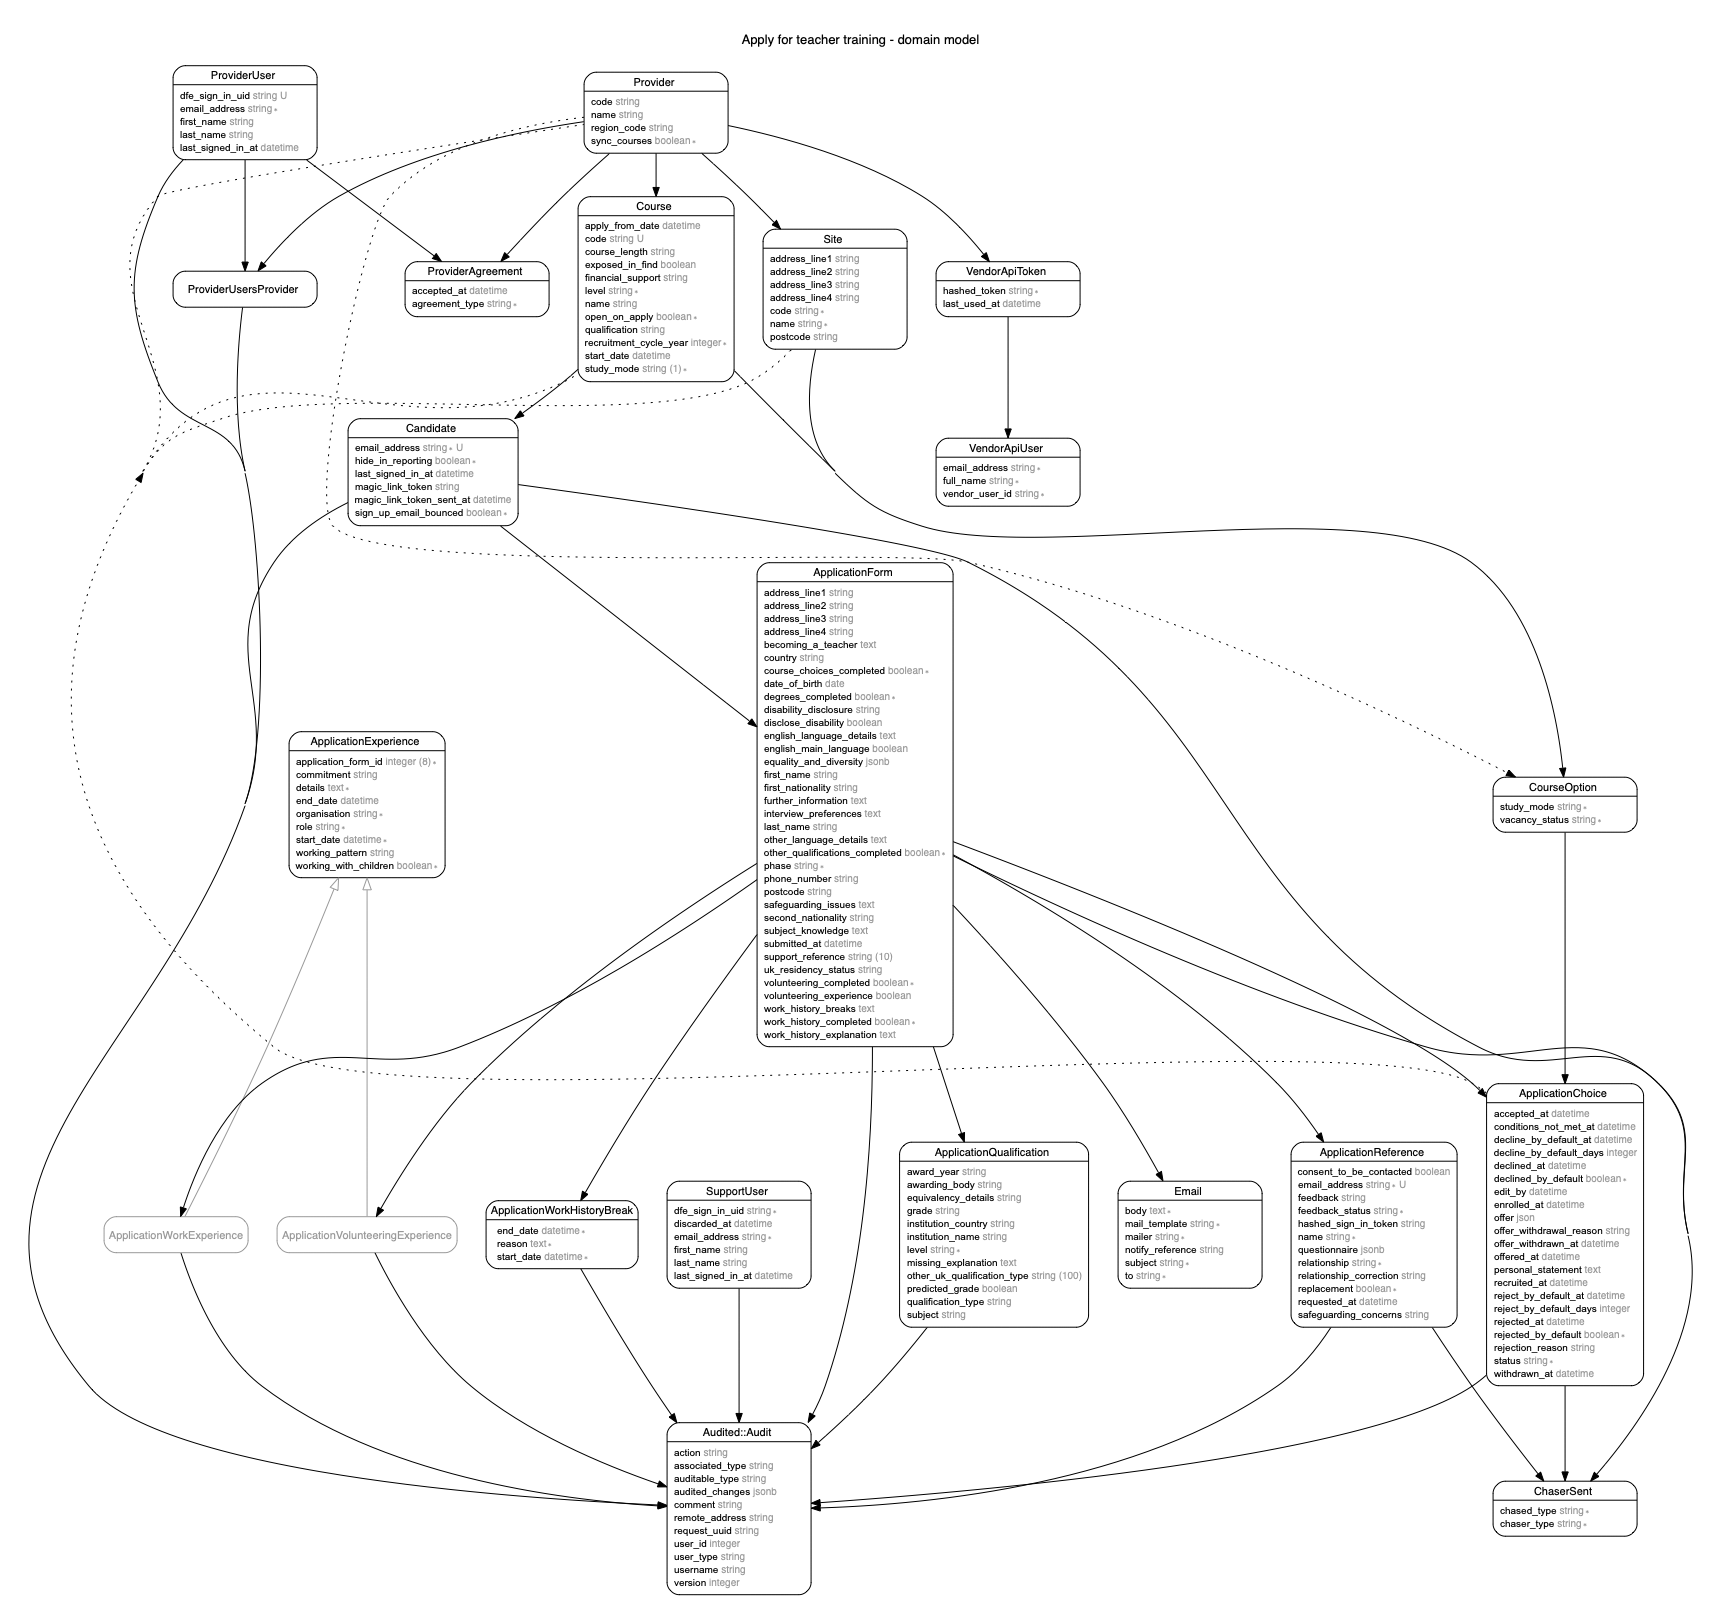 Apply for teacher training - domain model
ProviderUser
dfe_sign_in_uid string U
email_address string ∗
first_name string
last_name string
last_signed_in_at datetime
Provider
code string
name string
region_code string
sync_courses boolean ∗
ProviderUsersProvider
ProviderAgreement
accepted_at datetime
agreement_type string ∗
Course
apply_from_date datetime
code string U
course_length string
exposed_in_find boolean
financial_support string
level string ∗
name string
open_on_apply boolean ∗
qualification string
recruitment_cycle_year integer ∗
start_date datetime
study_mode string (1) ∗
Site
address_line1 string
address_line2 string
address_line3 string
address_line4 string
code string ∗
name string ∗
postcode string
VendorApiToken
hashed_token string ∗
last_used_at datetime
Candidate
email_address string ∗ U
hide_in_reporting boolean ∗
last_signed_in_at datetime
magic_link_token string
magic_link_token_sent_at datetime
sign_up_email_bounced boolean ∗
VendorApiUser
email_address string ∗
full_name string ∗
vendor_user_id string ∗
ApplicationForm
address_line1 string
address_line2 string
address_line3 string
address_line4 string
becoming_a_teacher text
country string
course_choices_completed boolean ∗
date_of_birth date
degrees_completed boolean ∗
disability_disclosure string
disclose_disability boolean
english_language_details text
english_main_language boolean
equality_and_diversity jsonb
first_name string
first_nationality string
further_information text
interview_preferences text
last_name string
other_language_details text
other_qualifications_completed boolean ∗
phase string ∗
phone_number string
postcode string
safeguarding_issues text
second_nationality string
subject_knowledge text
submitted_at datetime
support_reference string (10)
uk_residency_status string
volunteering_completed boolean ∗
volunteering_experience boolean
work_history_breaks text
work_history_completed boolean ∗
work_history_explanation text
ApplicationExperience
application_form_id integer (8) ∗
commitment string
details text ∗
end_date datetime
organisation string ∗
role string ∗
start_date datetime ∗
working_pattern string
working_with_children boolean ∗
CourseOption
study_mode string ∗
vacancy_status string ∗
ApplicationWorkExperience
ApplicationVolunteeringExperience
ApplicationWorkHistoryBreak
end_date datetime ∗
reason text ∗
start_date datetime ∗
SupportUser
dfe_sign_in_uid string ∗
discarded_at datetime
email_address string ∗
first_name string
last_name string
last_signed_in_at datetime
ApplicationQualification
award_year string
awarding_body string
equivalency_details string
grade string
institution_country string
institution_name string
level string ∗
missing_explanation text
other_uk_qualification_type string (100)
predicted_grade boolean
qualification_type string
subject string
Email
body text ∗
mail_template string ∗
mailer string ∗
notify_reference string
subject string ∗
to string ∗
ApplicationReference
consent_to_be_contacted boolean
email_address string ∗ U
feedback string
feedback_status string ∗
hashed_sign_in_token string
name string ∗
questionnaire jsonb
relationship string ∗
relationship_correction string
replacement boolean ∗
requested_at datetime
safeguarding_concerns string
ApplicationChoice
accepted_at datetime
conditions_not_met_at datetime
decline_by_default_at datetime
decline_by_default_days integer
declined_at datetime
declined_by_default boolean ∗
edit_by datetime
enrolled_at datetime
offer json
offer_withdrawal_reason string
offer_withdrawn_at datetime
offered_at datetime
personal_statement text
recruited_at datetime
reject_by_default_at datetime
reject_by_default_days integer
rejected_at datetime
rejected_by_default boolean ∗
rejection_reason string
status string ∗
withdrawn_at datetime
Audited::Audit
action string
associated_type string
auditable_type string
audited_changes jsonb
comment string
remote_address string
request_uuid string
user_id integer
user_type string
username string
version integer
ChaserSent
chased_type string ∗
chaser_type string ∗